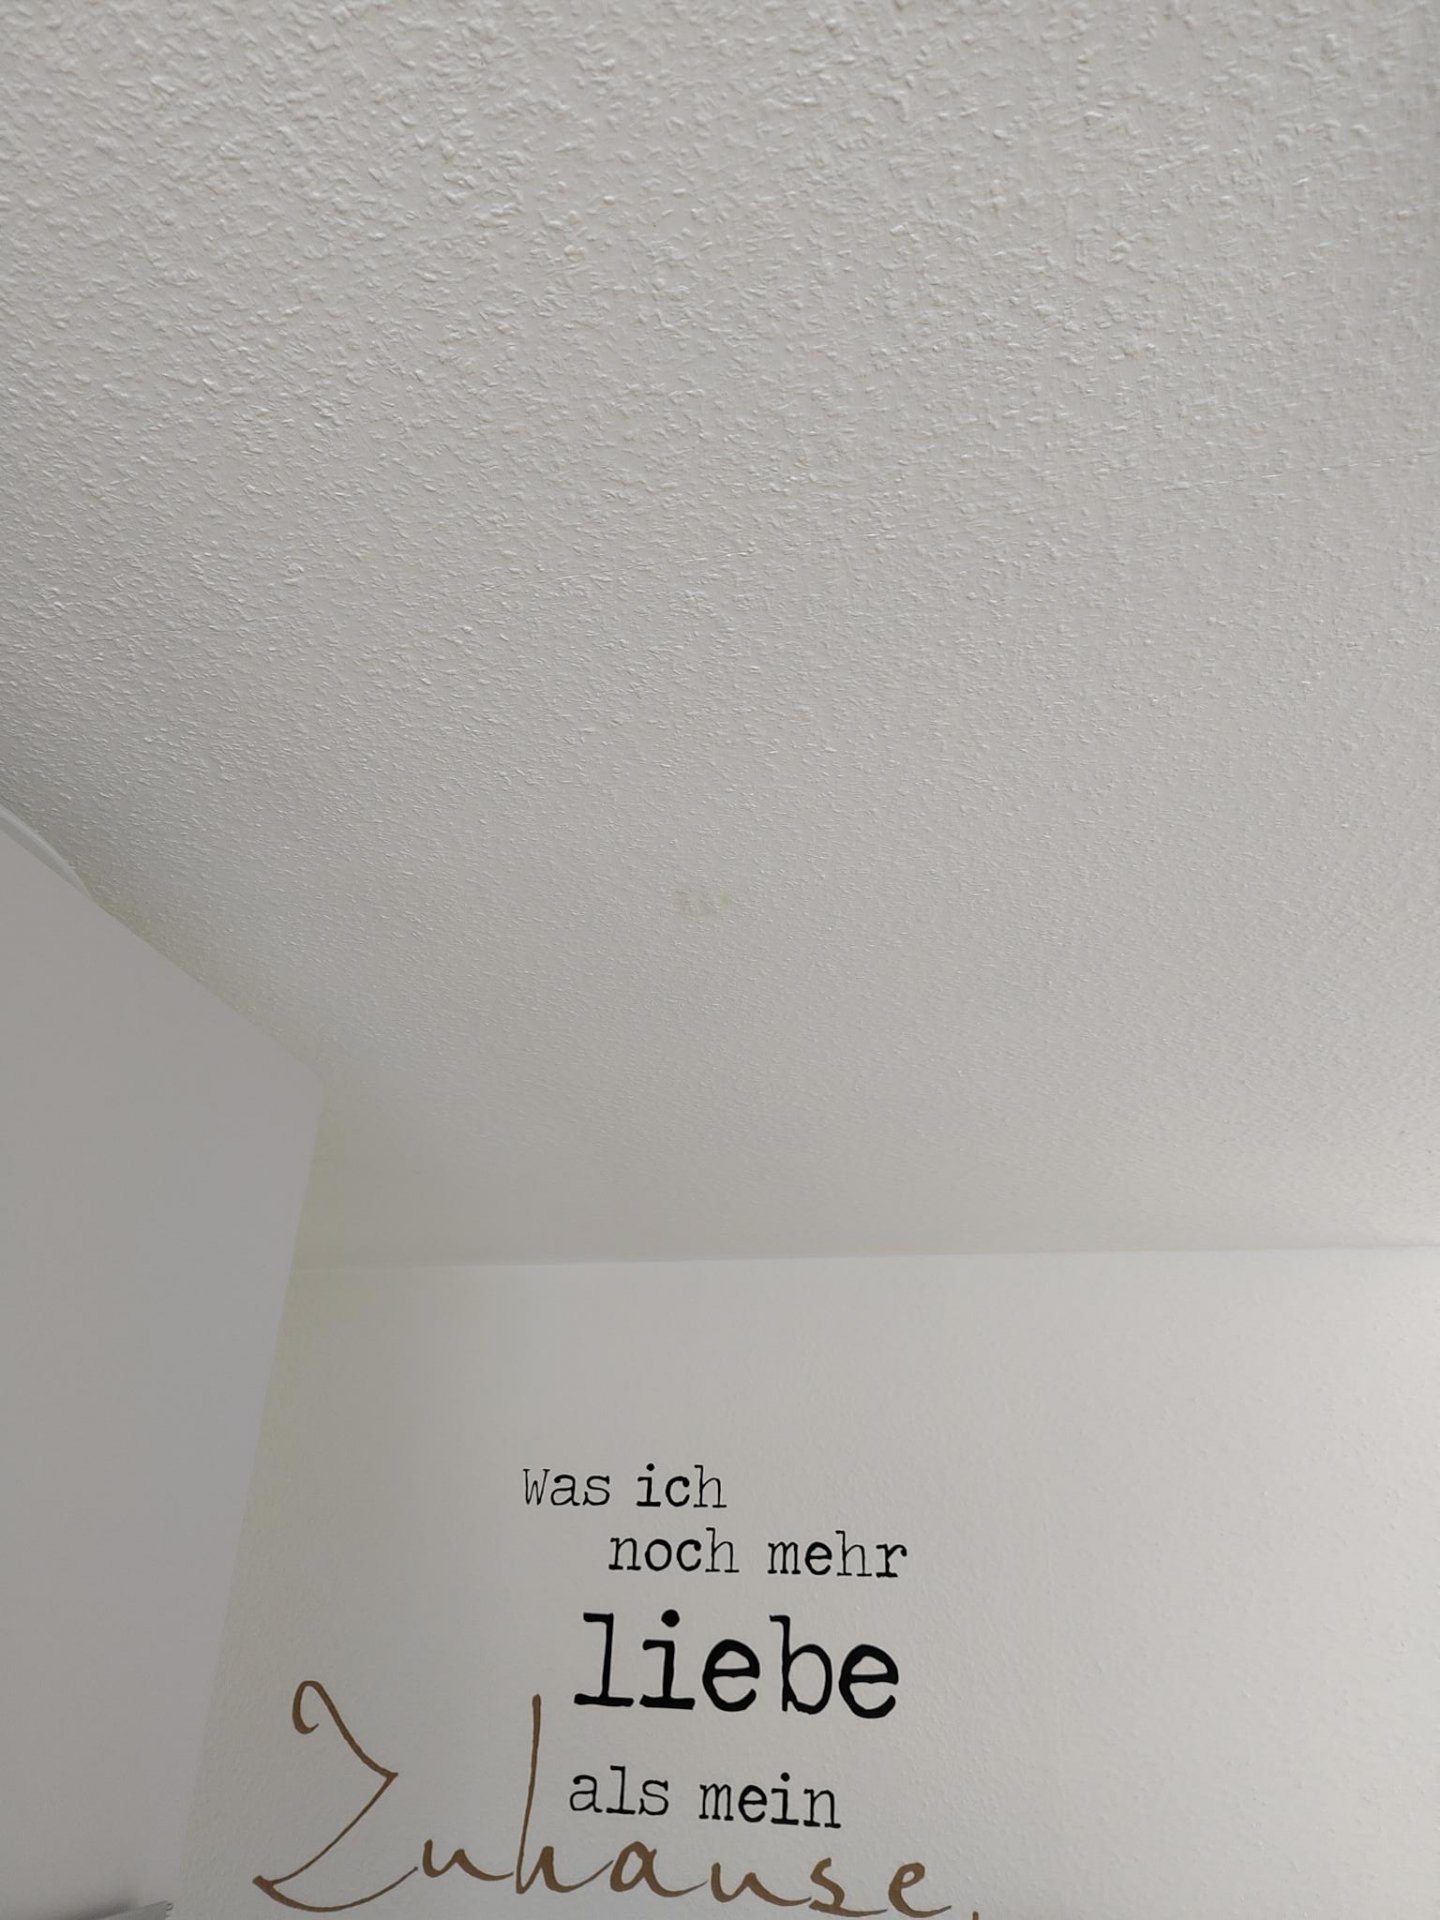 Was ich
noch mehr
liebe
als mein
Zuhause,